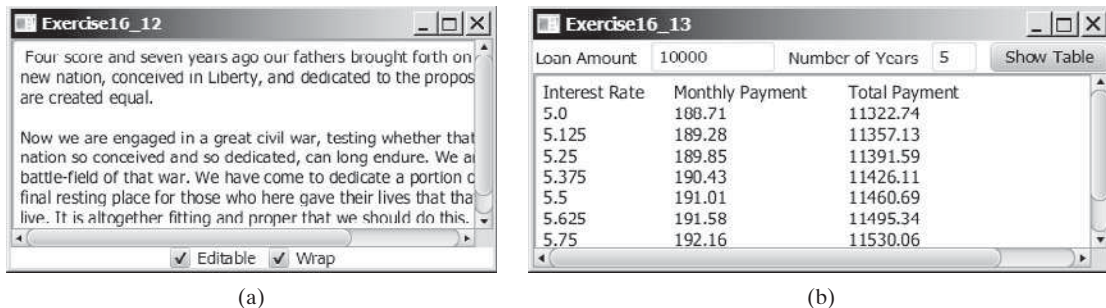 Exercise16_12
Four score and seven years ago our fathers brought forth on
new nation, conceived in Liberty, and dedicated to the propos
are created equal.
Now we are engaged in a great civil war, testing whether that
nation so conceived and so dedicated, can long endure. We ar
battle-field of that war. We have come to dedicate a portion o
final resting place for those who here gave their lives that tha
live. It is altogether fitting and proper that we should do this.
Editable Wrap
(a)
Exercise16_13
Loan Amount 10000 Number of Years 5 Show Table
Interest Rate Monthly Payment Total Payment
5.0 188.71 11322.74
5.125 189.28 11357.13
5.25 189.85 11391.59
5.375 190.43 11426.11
5.5 191.01 11460.69
5.625 191.58 11495.34
5.75 192.16 11530.06
(b)